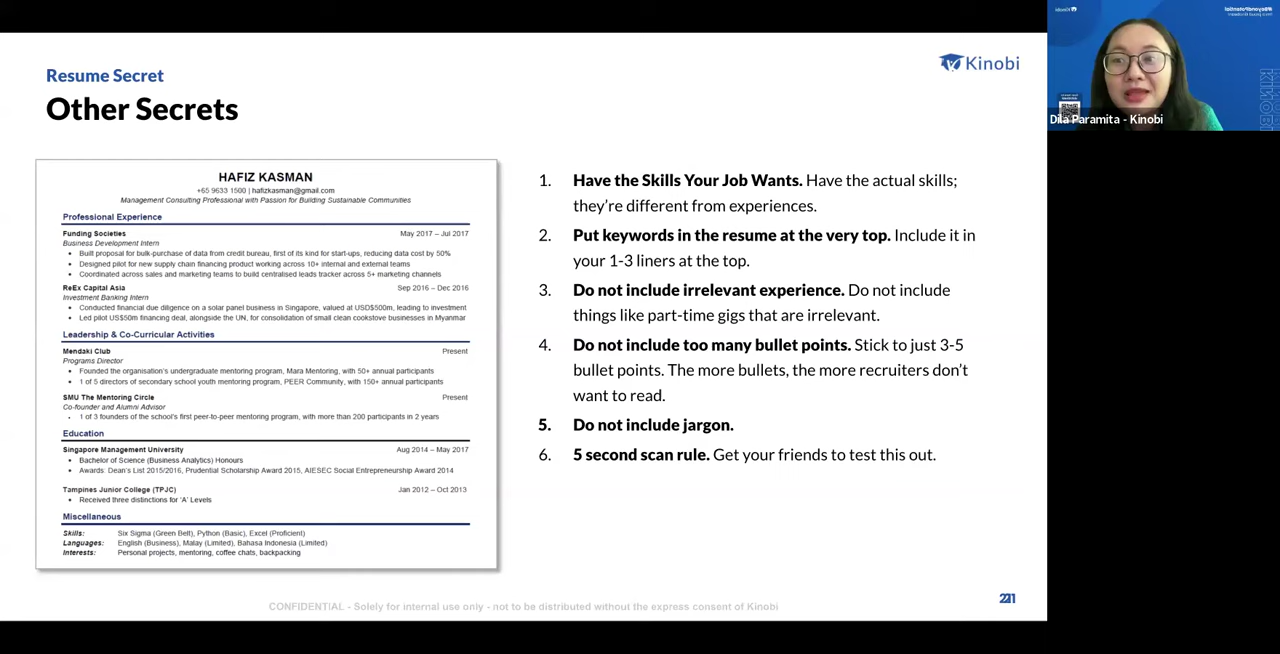 Resume Secret
Kinobi
Other Secrets
HAFIZ KASMAN
+65 9633 1500 | hafizkasman@gmail.com
Management Consulting Professional with Passion for Building Sustainable Communities
Professional Experience
Funding Societies May 2017 – Jul 2017
Business Development Intern
• Built proposal for bulk-purchase of data from credit bureau, first of its kind for start-ups, reducing data cost by 50%
• Designed pilot for new supply chain financing product working across 10+ internal and external teams
• Coordinated across sales and marketing teams to build centralised leads tracker across 5+ marketing channels
ReEx Capital Asia Sep 2016 – Dec 2016
Investment Banking Intern
• Conducted financial due diligence on a solar panel business in Singapore, valued at USD$500m, leading to investment
• Led pilot US$50m financing deal, alongside the UN, for consolidation of small clean cookstove businesses in Myanmar
Leadership & Co-Curricular Activities
Mendaki Club Present
Programs Director
• Founded the organisation's undergraduate mentoring program, Mara Mentoring, with 50+ annual participants
• 1 of 5 directors of secondary school youth mentoring program, PEER Community, with 150+ annual participants
SMU The Mentoring Circle Present
Co-founder and Alumni Advisor
• 1 of 3 founders of the school's first peer-to-peer mentoring program, with more than 200 participants in 2 years
Education
Singapore Management University Aug 2014 – May 2017
• Bachelor of Science (Business Analytics) Honours
• Awards: Dean's List 2015/2016, Prudential Scholarship Award 2015, AIESEC Social Entrepreneurship Award 2014
Tampines Junior College (TPJC) Jan 2012 – Oct 2013
• Received three distinctions for 'A' Levels
Miscellaneous
Skills: Six Sigma (Green Belt), Python (Basic), Excel (Proficient)
Languages: English (Business), Malay (Limited), Bahasa Indonesia (Limited)
Interests: Personal projects, mentoring, coffee chats, backpacking
1. Have the Skills Your Job Wants. Have the actual skills;
they're different from experiences.
2. Put keywords in the resume at the very top. Include it in
your 1-3 liners at the top.
3. Do not include irrelevant experience. Do not include
things like part-time gigs that are irrelevant.
4. Do not include too many bullet points. Stick to just 3-5
bullet points. The more bullets, the more recruiters don't
want to read.
5. Do not include jargon.
6. 5 second scan rule. Get your friends to test this out.
CONFIDENTIAL - Solely for internal use only - not to be distributed without the express consent of Kinobi
Dila Paramita - Kinobi